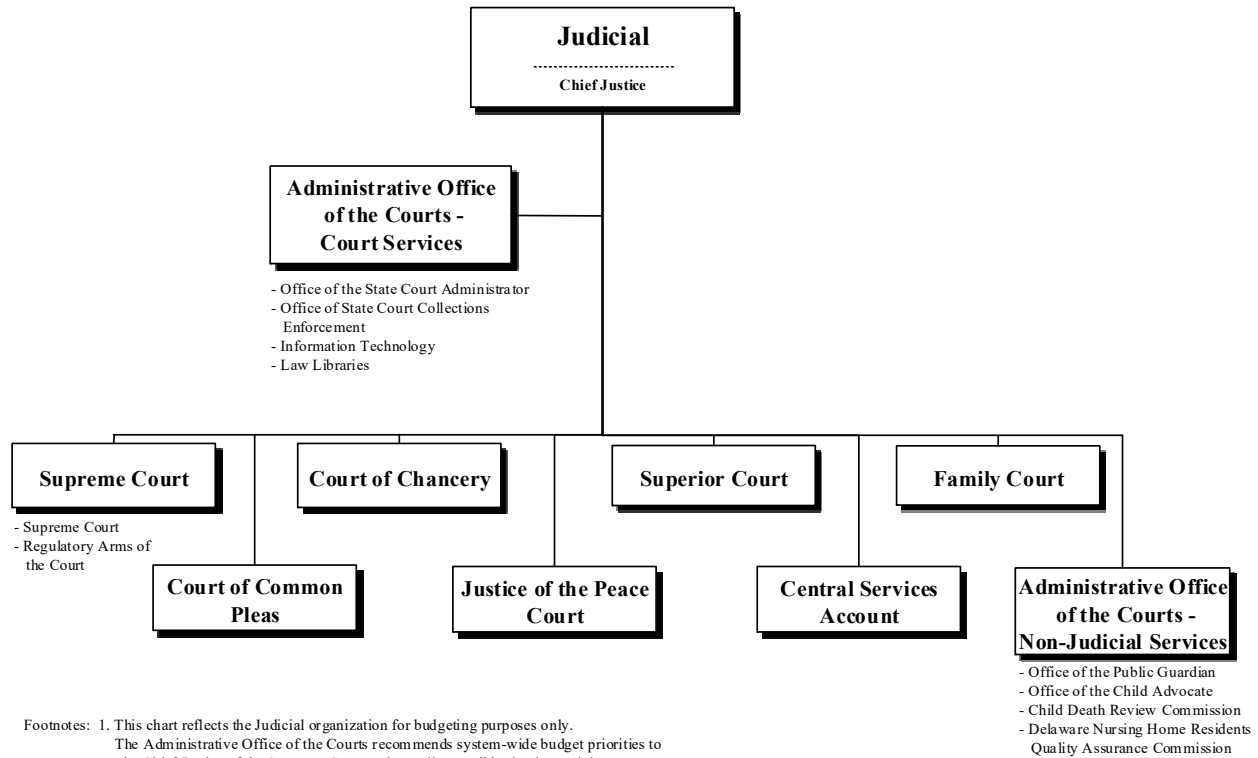 Judicial
Chief Justice
Administrative Office
of the Courts -
Court Services
- Office of the State Court Administrator
- Office of State Court Collections
Enforcement
- Information Technology
- Law Libraries
Supreme Court
Court of Chancery
Superior Court
Family Court
- Supreme Court
- Regulatory Arms of
the Court
Court of Common
Pleas
Justice of the Peace
Court
Central Services
Account
Administrative Office
of the Courts -
Non-Judicial Services
- Office of the Public Guardian
- Office of the Child Advocate
- Child Death Review Commission
- Delaware Nursing Home Residents
Quality Assurance Commission
Footnotes: 1. This chart reflects the Judicial organization for budgeting purposes only.
The Administrative Office of the Courts recommends system-wide budget priorities to